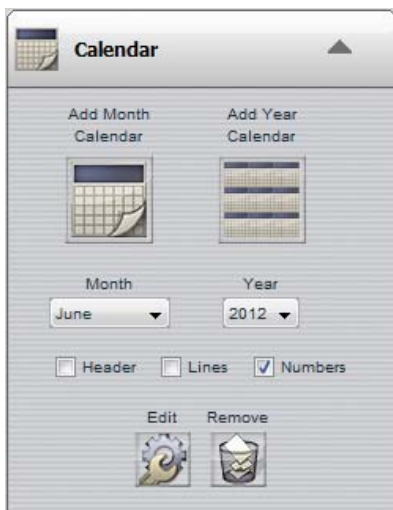 Calendar
Add Month Add Year
Calendar Calendar
Month Year
June 2012
Header Lines Numbers
Edit Remove